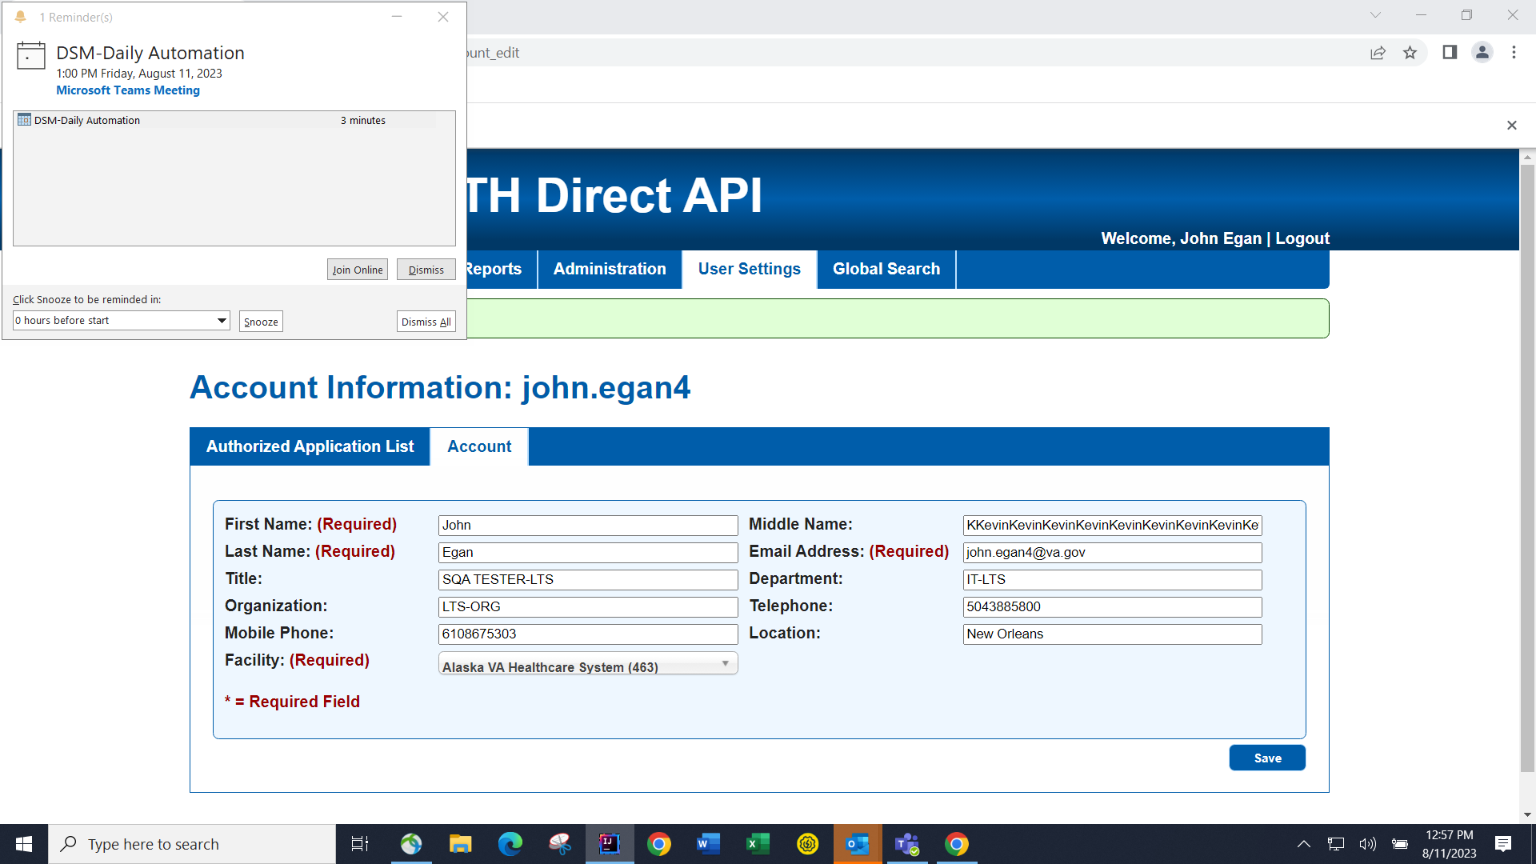 1 Reminder(s)
DSM-Daily Automation
1:00 PM Friday, August 11, 2023
Microsoft Teams Meeting
DSM-Daily Automation 3 minutes
Join Online Dismiss
Click Snooze to be reminded in:
0 hours before start Snooze Dismiss All
ount_edit
TH Direct API
Welcome, John Egan | Logout
Reports Administration User Settings Global Search
Account Information: john.egan4
Authorized Application List Account
First Name: (Required) John Middle Name: KKevinKevinKevinKevinKevinKevinKevinKevinKe
Last Name: (Required) Egan Email Address: (Required) john.egan4@va.gov
Title: SQA TESTER-LTS Department: IT-LTS
Organization: LTS-ORG Telephone: 5043885800
Mobile Phone: 6108675303 Location: New Orleans
Facility: (Required) Alaska VA Healthcare System (463)
* = Required Field
Save
Type here to search
12:57 PM
8/11/2023